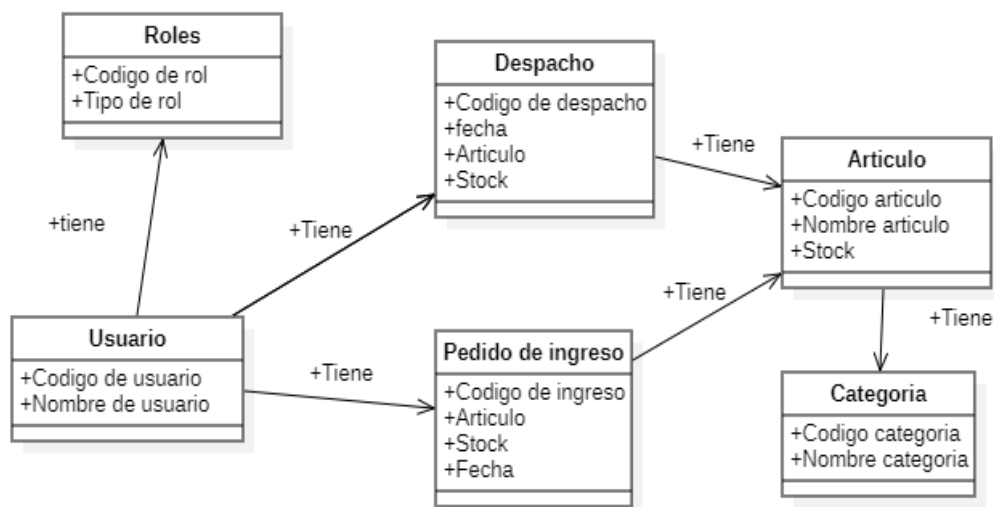 Roles
+Codigo de rol
+Tipo de rol
Despacho
+Codigo de despacho
+fecha
+Articulo
+Stock
+Tiene
Articulo
+Codigo articulo
+Nombre articulo
+Stock
+tiene
+Tiene
+Tiene
+Tiene
Usuario
+Codigo de usuario
+Nombre de usuario
+Tiene
Pedido de ingreso
+Codigo de ingreso
+Articulo
+Stock
+Fecha
Categoria
+Codigo categoria
+Nombre categoria